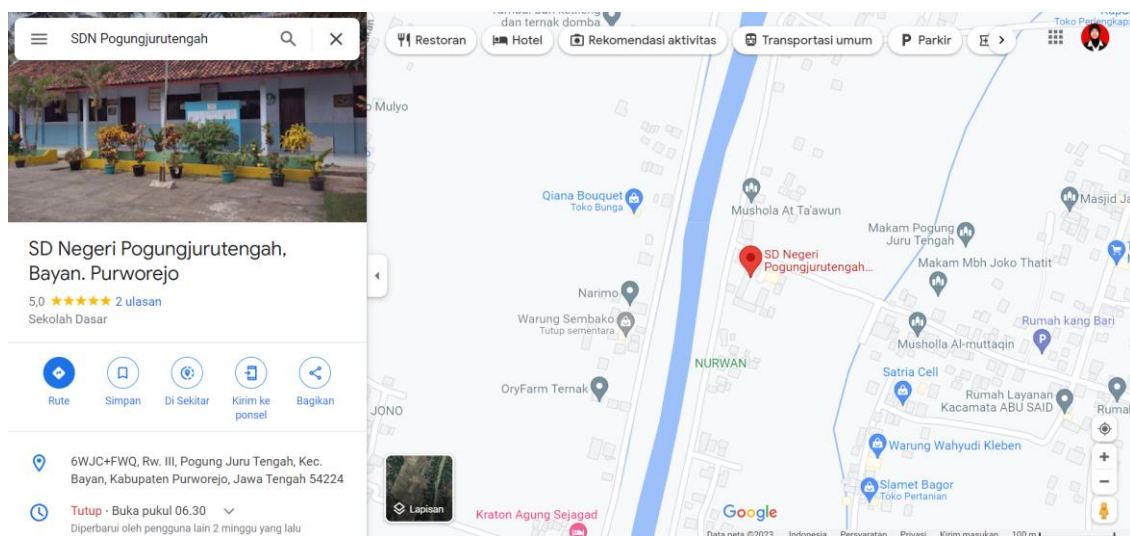 SDN Pogungjurutengah
SD Negeri Pogungjurutengah,
Bayan. Purworejo
5,0 ★★★★★ 2 ulasan
Sekolah Dasar
Rute
Simpan
Di Sekitar
Kirim ke
ponsel
Bagikan
6WJC+FWQ, Rw. III, Pogung Juru Tengah, Kec.
Bayan, Kabupaten Purworejo, Jawa Tengah 54224
Tutup · Buka pukul 06.30
Diperbarui oleh pengguna lain 2 minggu yang lalu
dan ternak domba
Restoran
Hotel
Rekomendasi aktivitas
Transportasi umum
P Parkir
Mulyo
Qiana Bouquet
Toko Bunga
Mushola At Ta'awun
Masjid Ja
Makam Pogung
Juru Tengah
SD Negeri
Pogungjurutengah...
Makam Mbh Joko Thatit
Narimo
Warung Sembako
Tutup sementara
Rumah kang Bari
Musholla Al-muttaqin
NURWAN
Satria Cell
OryFarm Ternak
Rumah Layanan
Kacamata ABU SAID
Ruma
JONO
Warung Wahyudi Kleben
Slamet Bagor
Toko Pertanian
Lapisan
Kraton Agung Sejagad
Google
Data peta ©2023
Indonesia
Persyaratan
Privasi
Kirim masukan
100 m